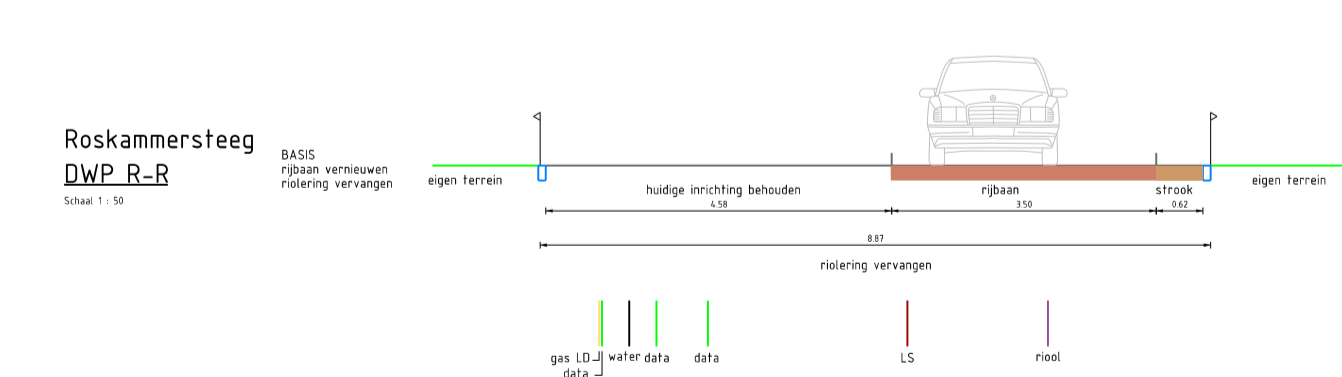 Roskammersteeg
DWP R-R
Schaal 1 : 50
BASIS
rijbaan vernieuwen
riolering vervangen
eigen terrein
huidige inrichting behouden
rijbaan
strook
eigen terrein
4.58
3.50
0.62
8.87
riolering vervangen
gas LD
data
water
data
data
LS
riool